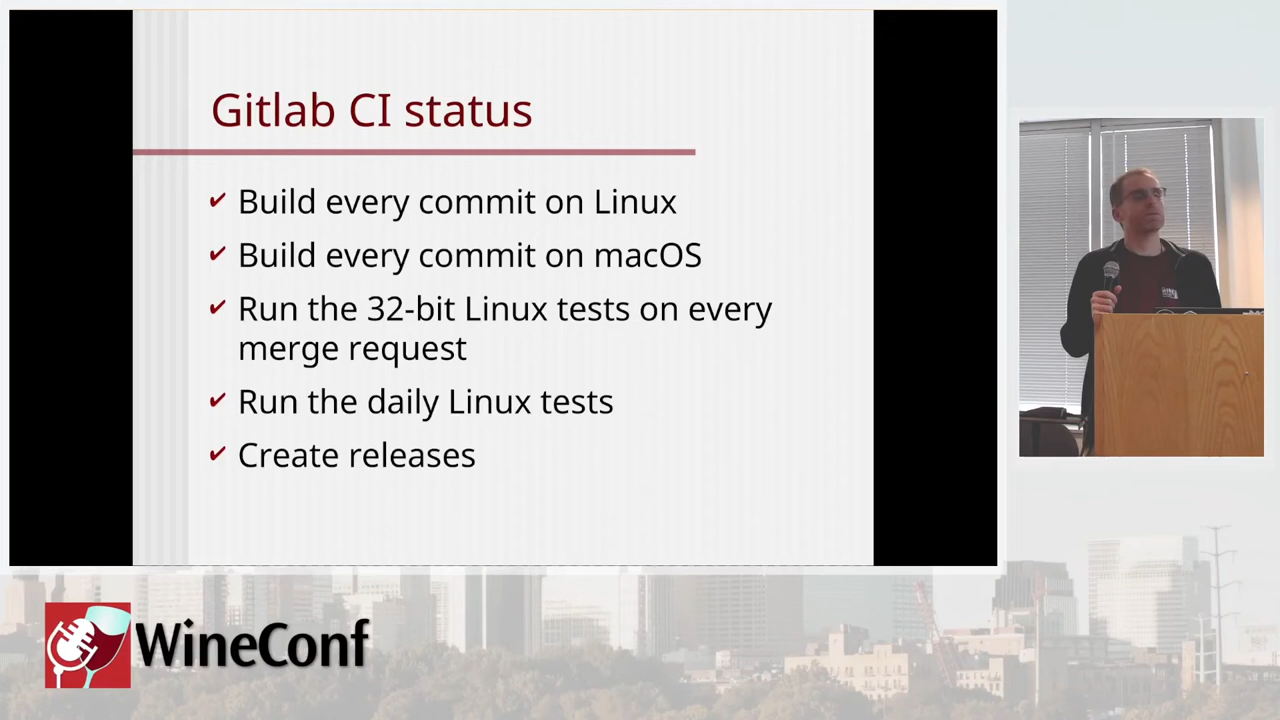 Gitlab CI status
✔ Build every commit on Linux
✔ Build every commit on macOS
✔ Run the 32-bit Linux tests on every
merge request
✔ Run the daily Linux tests
✔ Create releases
WineConf